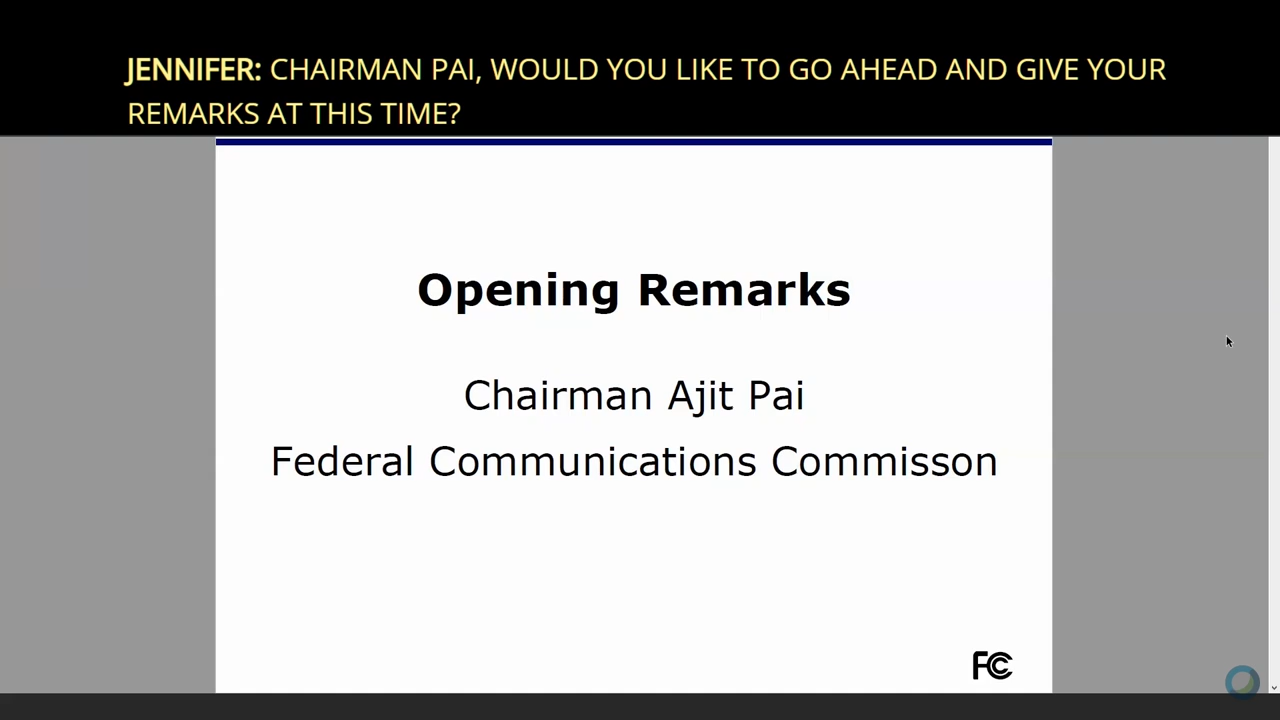 JENNIFER: CHAIRMAN PAI, WOULD YOU LIKE TO GO AHEAD AND GIVE YOUR
REMARKS AT THIS TIME?
Opening Remarks
Chairman Ajit Pai
Federal Communications Commisson
FCC